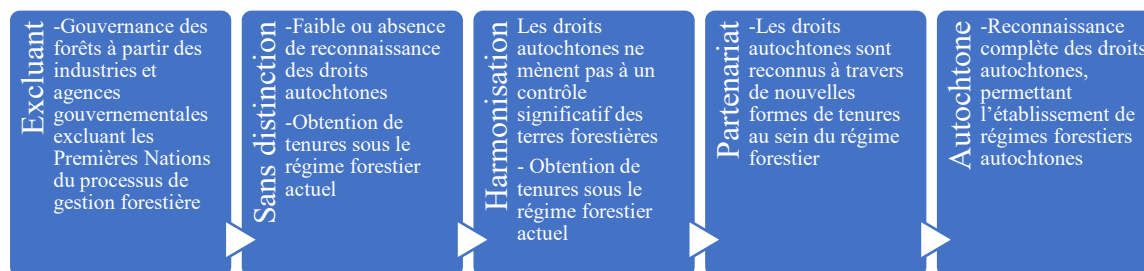 Excluant
-Gouvernance des
forêts à partir des
industries et
agences
gouvernementales
excluant les
Premières Nations
du processus de
gestion forestière
Sans distinction
-Faible ou absence
de reconnaissance
des droits
autochtones
-Obtention de
tenures sous le
régime forestier
actuel
Harmonisation
Les droits
autochtones ne
mènent pas à un
contrôle
significatif des
terres forestières
- Obtention de
tenures sous le
régime forestier
actuel
Partenariat
-Les droits
autochtones sont
reconnus à travers
de nouvelles
formes de tenures
au sein du régime
forestier
Autochtone
-Reconnaissance
complète des droits
autochtones,
permettant
l'établissement de
régimes forestiers
autochtones